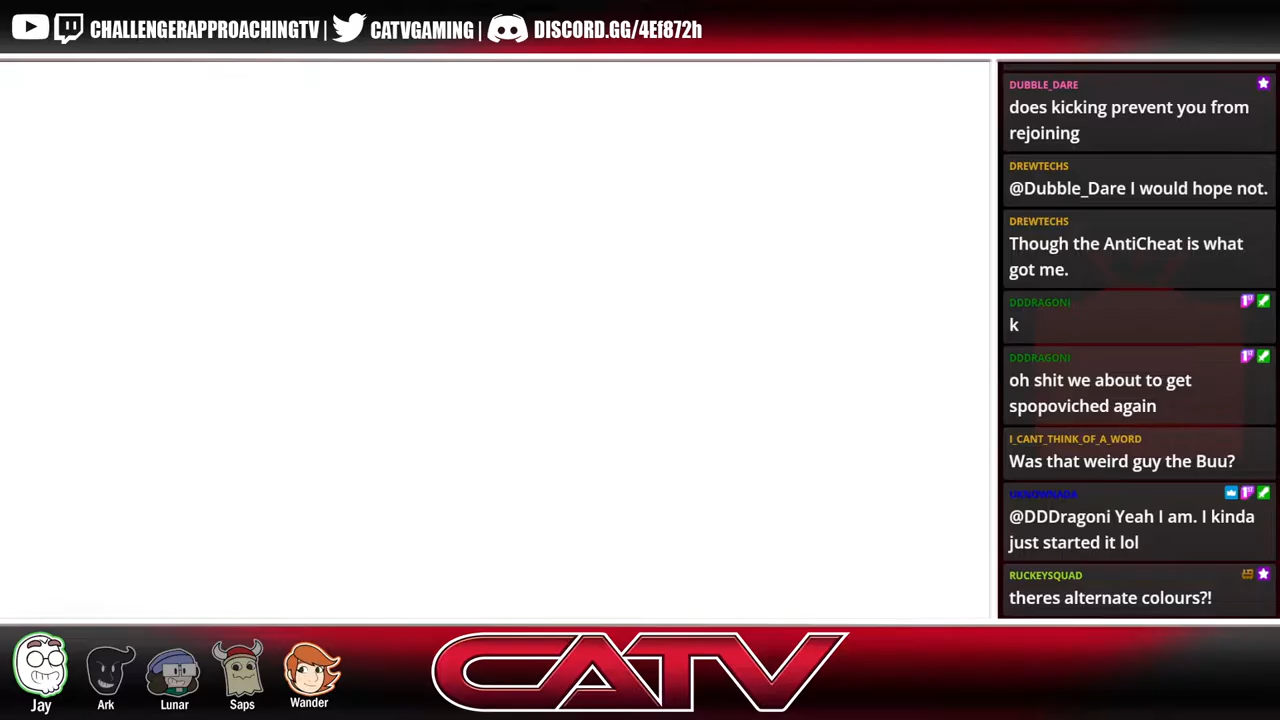 CHALLENGERAPPROACHINGTV | CATVGAMING | DISCORD.GG/4Ef872h
DUBBLE_DARE
does kicking prevent you from
rejoining
DREWTECHS
@Dubble_Dare I would hope not.
DREWTECHS
Though the AntiCheat is what
got me.
DDDRAGONI
k
DDDRAGONI
oh shit we about to get
spopoviched again
I_CANT_THINK_OF_A_WORD
Was that weird guy the Buu?
UKNOWNADA
@DDDragoni Yeah I am. I kinda
just started it lol
RUCKEYSQUAD
theres alternate colours?!
Jay
Ark
Lunar
Saps
Wander
CATV